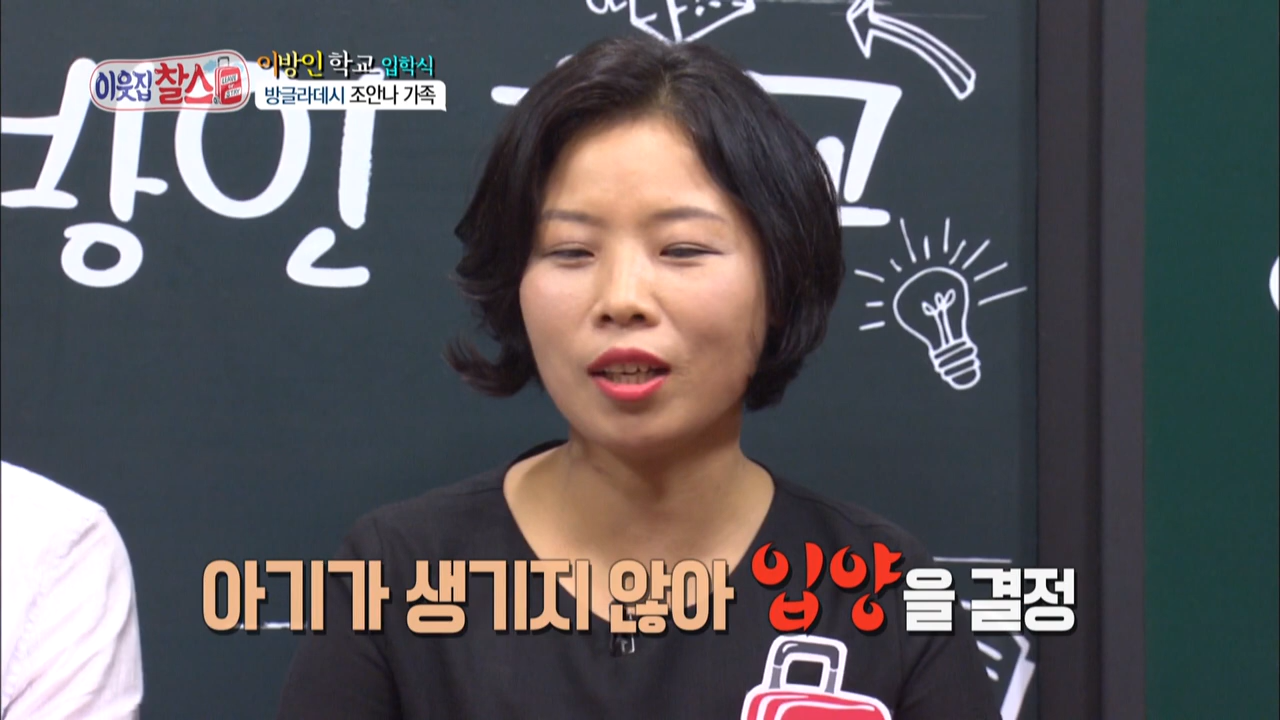 이웃집 찰스
이방인 학교 입학식
방글라데시 조안나 가족
방인 교
아기가 생기지 않아 입양을 결정